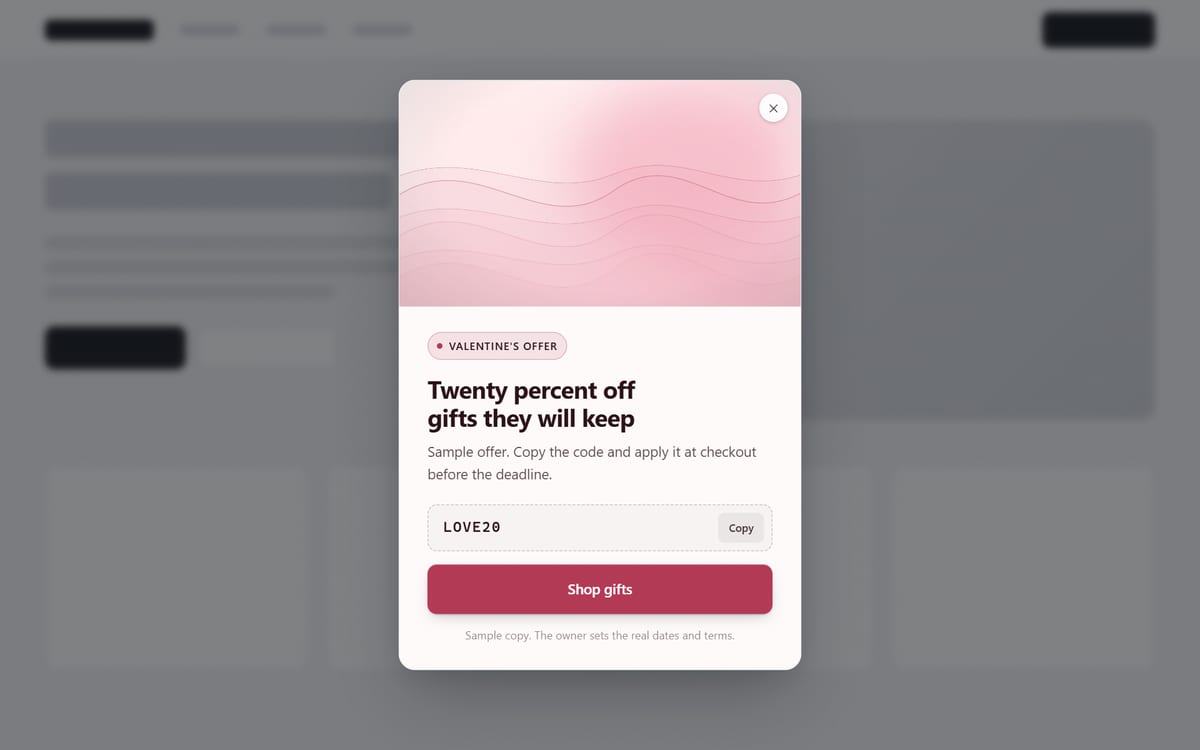 VALENTINE'S OFFER
Twenty percent off
gifts they will keep
Sample offer. Copy the code and apply it at checkout
before the deadline.
LOVE20
Copy
Shop gifts
Sample copy. The owner sets the real dates and terms.